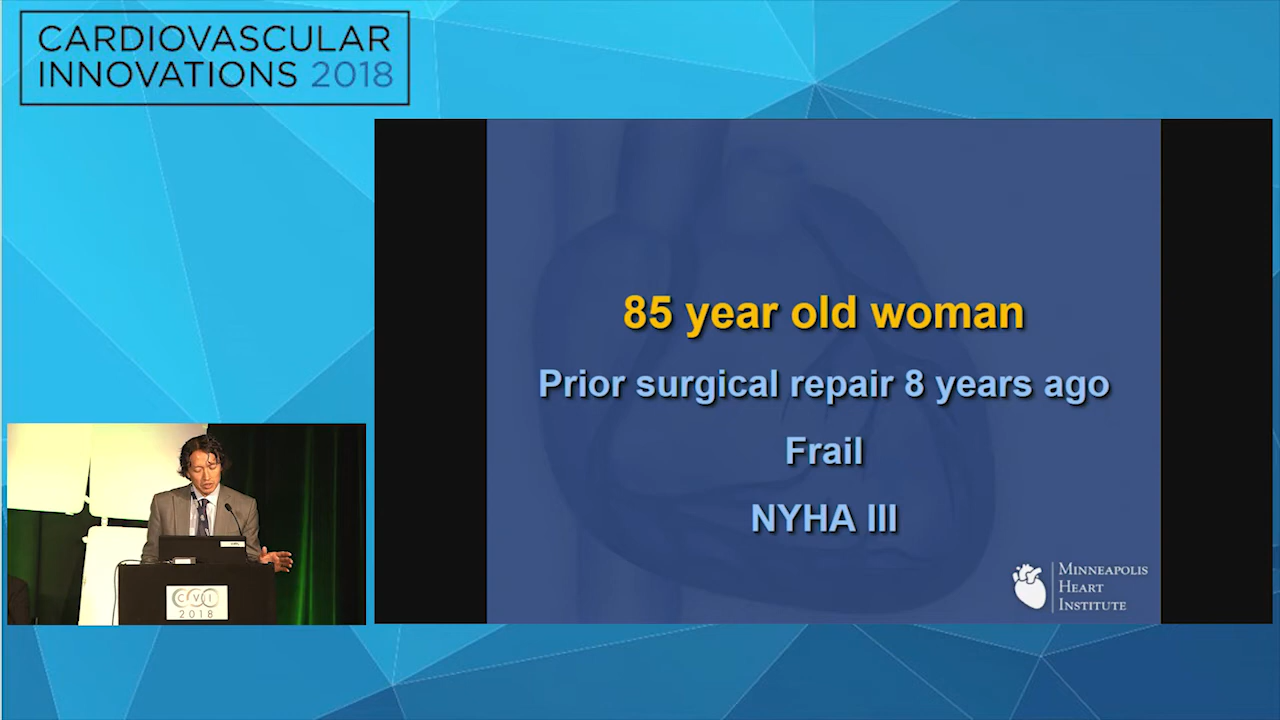 CARDIOVASCULAR
INNOVATIONS 2018
85 year old woman
Prior surgical repair 8 years ago
Frail
NYHA III
MINNEAPOLIS
HEART
INSTITUTE
CVI
2018